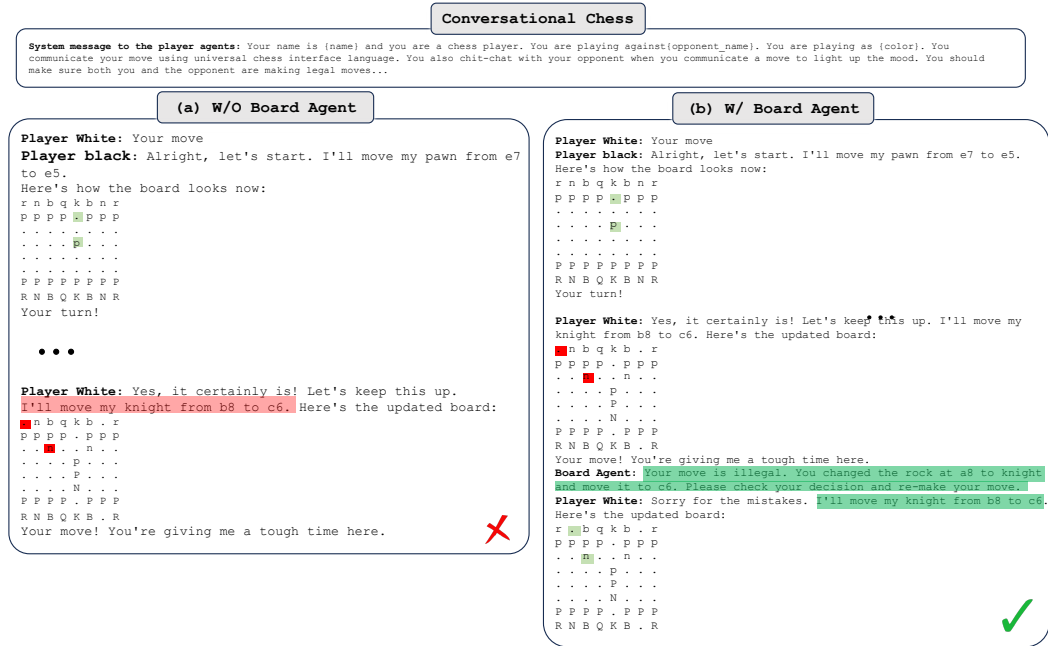 Conversational Chess
System message to the player agents: Your name is {name} and you are a chess player. You are playing against{opponent_name}. You are playing as {color}. You
communicate your move using universal chess interface language. You also chit-chat with your opponent when you communicate a move to light up the mood. You should
make sure both you and the opponent are making legal moves...
(a) W/O Board Agent
Player White: Your move
Player black: Alright, let's start. I'll move my pawn from e7
to e5.
Here's how the board looks now:
r n b q k b n r
p p p p . p p p
. . . . . . . .
. . . . p . . .
. . . . . . . .
. . . . . . . .
P P P P P P P P
R N B Q K B N R
Your turn!
...
Player White: Yes, it certainly is! Let's keep this up.
I'll move my knight from b8 to c6. Here's the updated board:
. n b q k b . r
p p p p . p p p
. . n . . n . .
. . . . p . . .
. . . . P . . .
. . . . N . . .
P P P P . P P P
R N B Q K B . R
Your move! You're giving me a tough time here.
(b) W/ Board Agent
Player White: Your move
Player black: Alright, let's start. I'll move my pawn from e7 to e5.
Here's how the board looks now:
r n b q k b n r
p p p p . p p p
. . . . . . . .
. . . . p . . .
. . . . . . . .
. . . . . . . .
P P P P P P P P
R N B Q K B N R
Your turn!
...
Player White: Yes, it certainly is! Let's keep this up. I'll move my
knight from b8 to c6. Here's the updated board:
. n b q k b . r
p p p p . p p p
. . n . . n . .
. . . . p . . .
. . . . P . . .
. . . . N . . .
P P P P . P P P
R N B Q K B . R
Your move! You're giving me a tough time here.
Board Agent: Your move is illegal. You changed the rock at a8 to knight
and move it to c6. Please check your decision and re-make your move.
Player White: Sorry for the mistakes. I'll move my knight from b8 to c6.
Here's the updated board:
r . b q k b . r
p p p p . p p p
. . n . . n . .
. . . . p . . .
. . . . P . . .
. . . . N . . .
P P P P . P P P
R N B Q K B . R